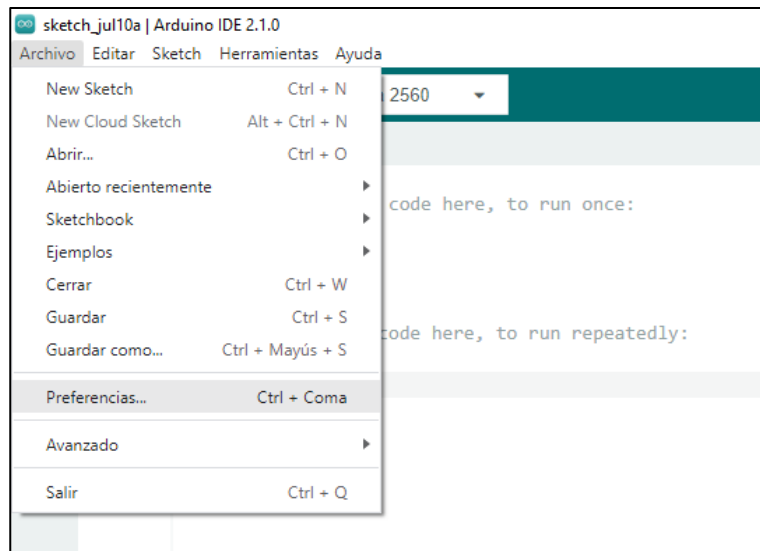 sketch_jul10a | Arduino IDE 2.1.0
Archivo Editar Sketch Herramientas Ayuda
New Sketch Ctrl + N
2560
New Cloud Sketch Alt + Ctrl + N
Abrir... Ctrl + O
Abierto recientemente
code here, to run once:
Sketchbook
Ejemplos
Cerrar Ctrl + W
Guardar Ctrl + S
code here, to run repeatedly:
Guardar como... Ctrl + Mayús + S
Preferencias... Ctrl + Coma
Avanzado
Salir Ctrl + Q